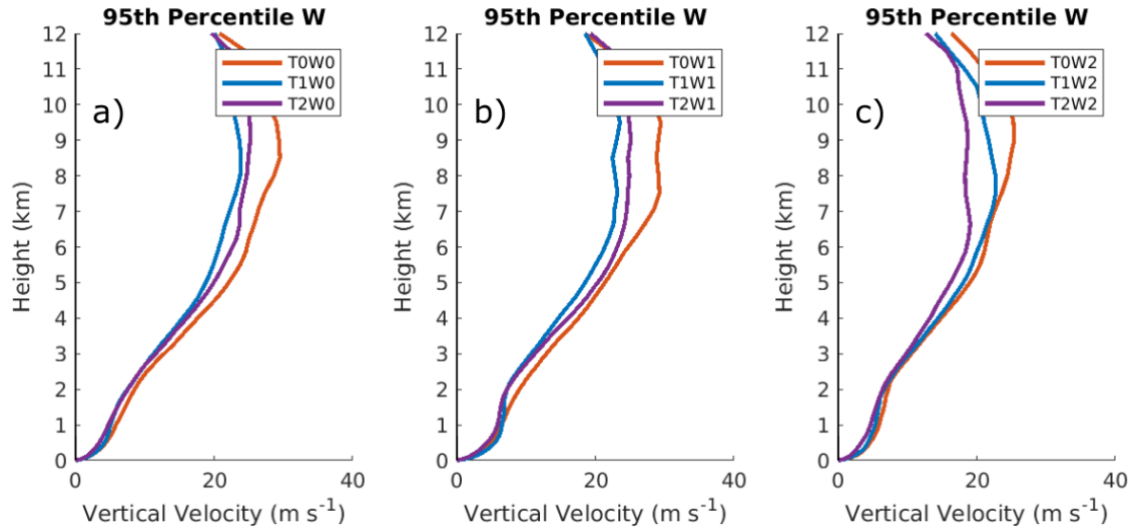 95th Percentile W
12
11
10
9
8
7
6
5
4
3
2
1
0
Height (km)
a)
T0W0
T1W0
T2W0
0 20 40
Vertical Velocity (m s⁻¹)
95th Percentile W
12
11
10
9
8
7
6
5
4
3
2
1
0
Height (km)
b)
T0W1
T1W1
T2W1
0 20 40
Vertical Velocity (m s⁻¹)
95th Percentile W
12
11
10
9
8
7
6
5
4
3
2
1
0
Height (km)
c)
T0W2
T1W2
T2W2
0 20 40
Vertical Velocity (m s⁻¹)